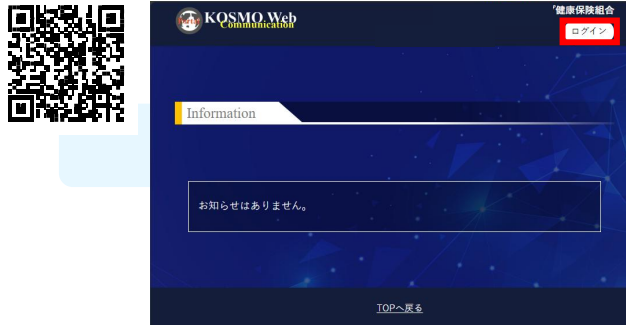 KOSMO Web
Communication
健康保険組合
ログイン
Information
お知らせはありません。
TOPへ戻る